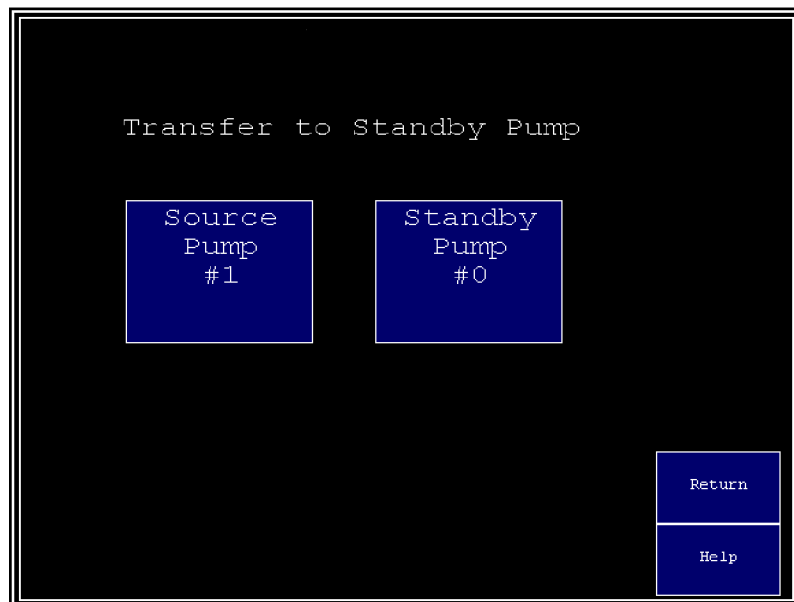 Transfer to Standby Pump
Source
Pump
#1
Standby
Pump
#0
Return
Help